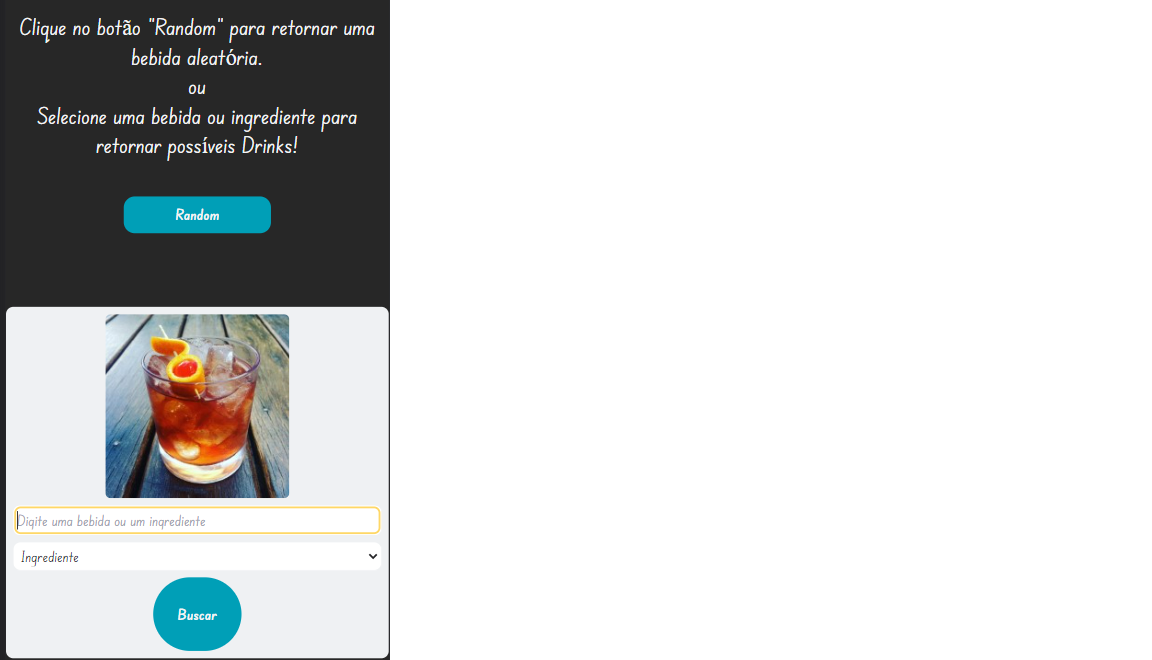 Clique no botão "Random" para retornar uma
bebida aleatória.
ou
Selecione uma bebida ou ingrediente para
retornar possíveis Drinks!
Random
Digite uma bebida ou um ingrediente
Ingrediente
Buscar